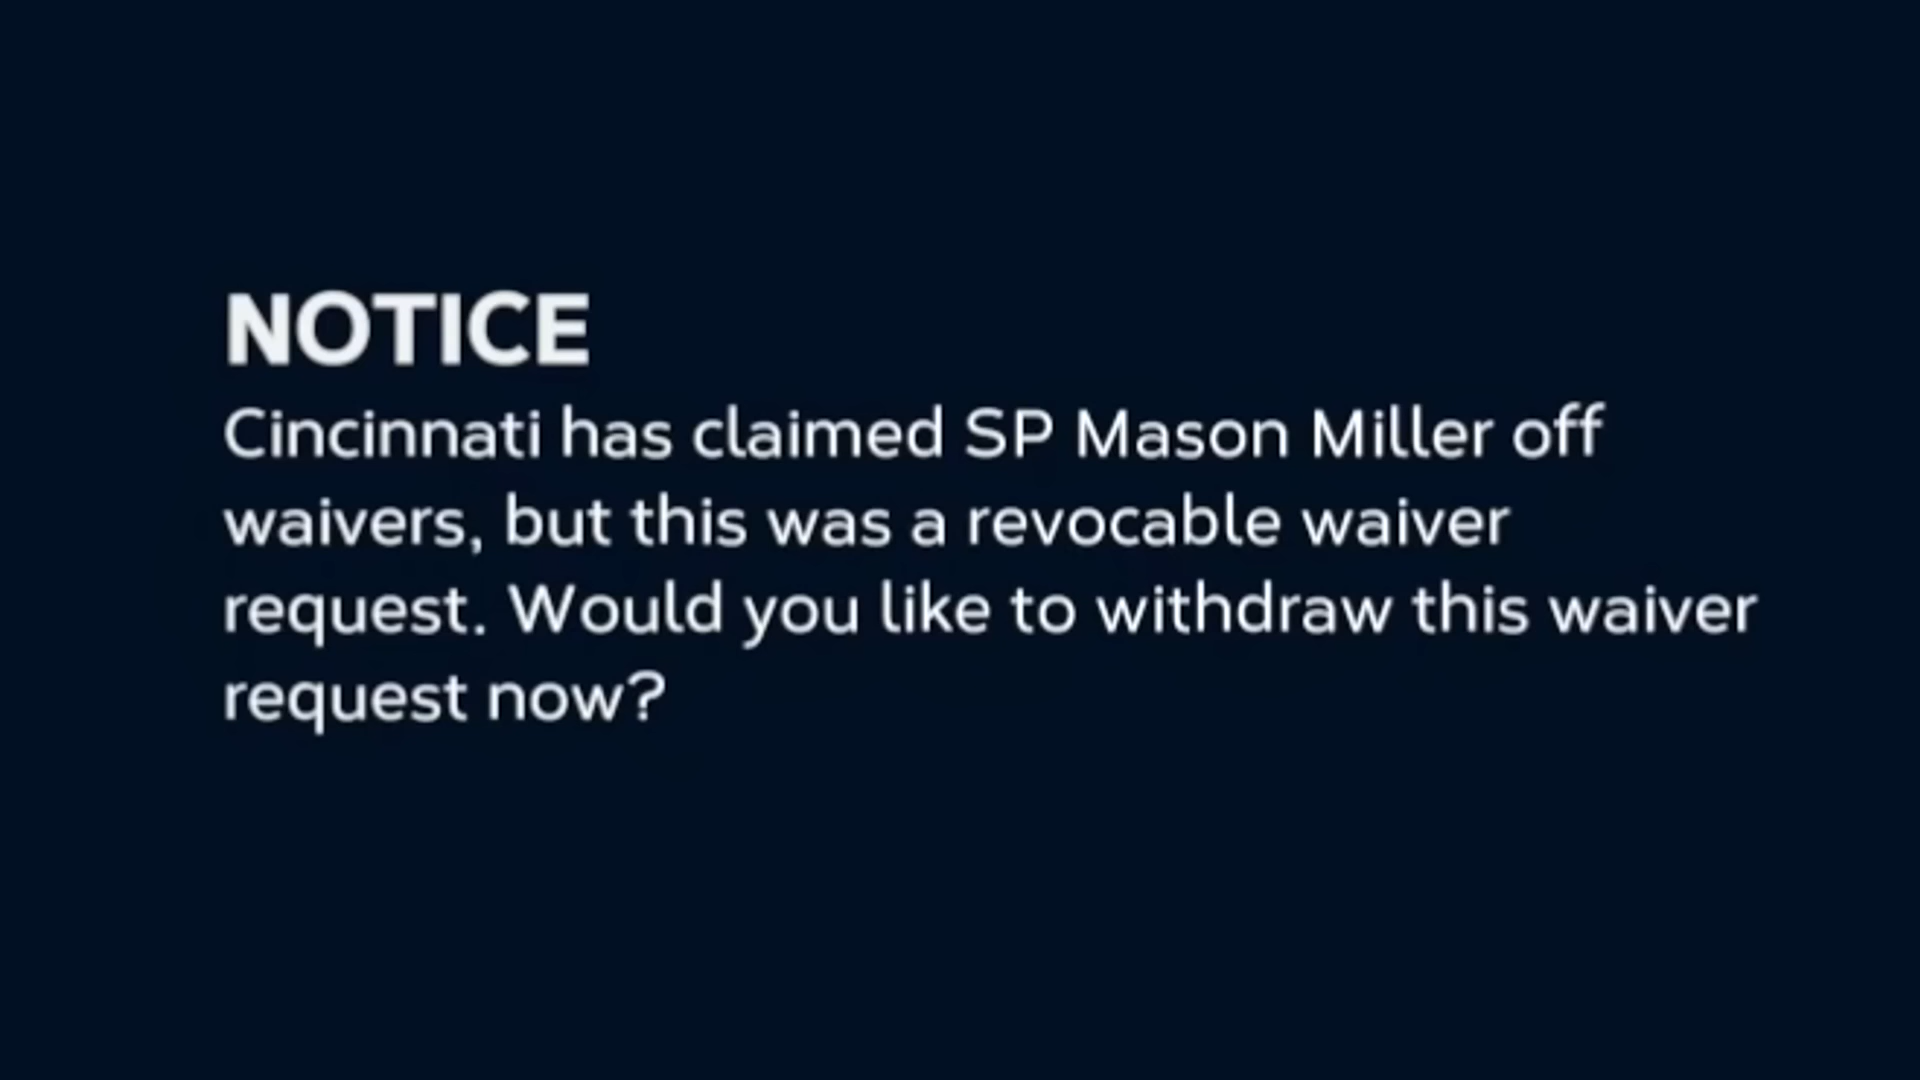 NOTICE
Cincinnati has claimed SP Mason Miller off
waivers, but this was a revocable waiver
request. Would you like to withdraw this waiver
request now?